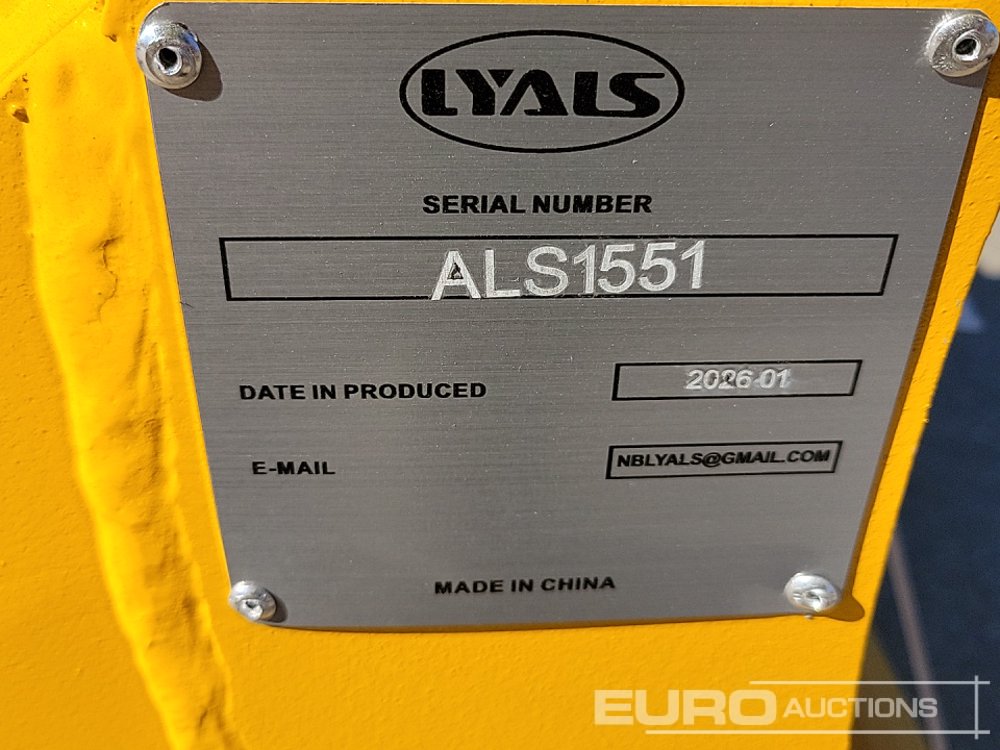 LYALS
SERIAL NUMBER
ALS1551
DATE IN PRODUCED 2026-01
E-MAIL NBLYALS@GMAIL.COM
MADE IN CHINA
EURO AUCTIONS